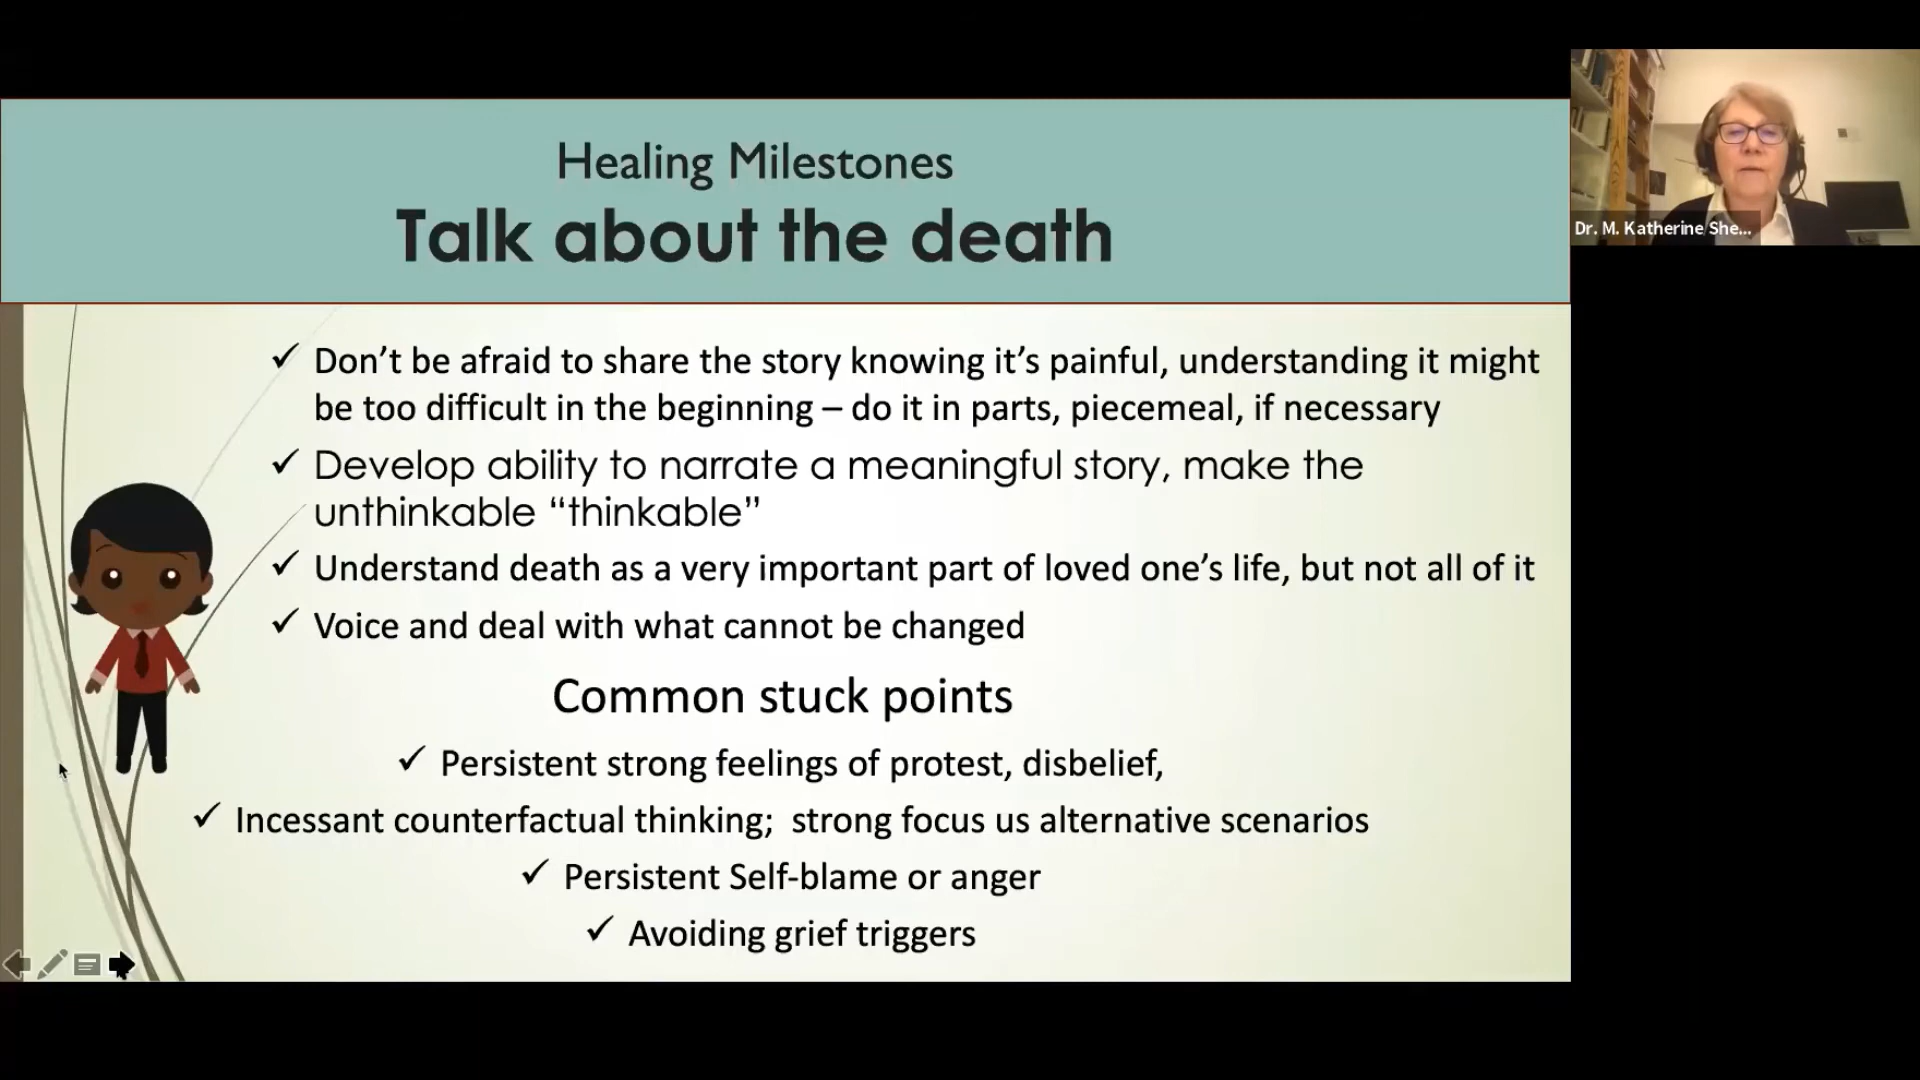 Healing Milestones
Talk about the death
Dr. M. Katherine She...
✓ Don’t be afraid to share the story knowing it’s painful, understanding it might
be too difficult in the beginning – do it in parts, piecemeal, if necessary
✓ Develop ability to narrate a meaningful story, make the
unthinkable “thinkable”
✓ Understand death as a very important part of loved one’s life, but not all of it
✓ Voice and deal with what cannot be changed
Common stuck points
✓ Persistent strong feelings of protest, disbelief,
✓ Incessant counterfactual thinking;  strong focus us alternative scenarios
✓ Persistent Self-blame or anger
✓ Avoiding grief triggers